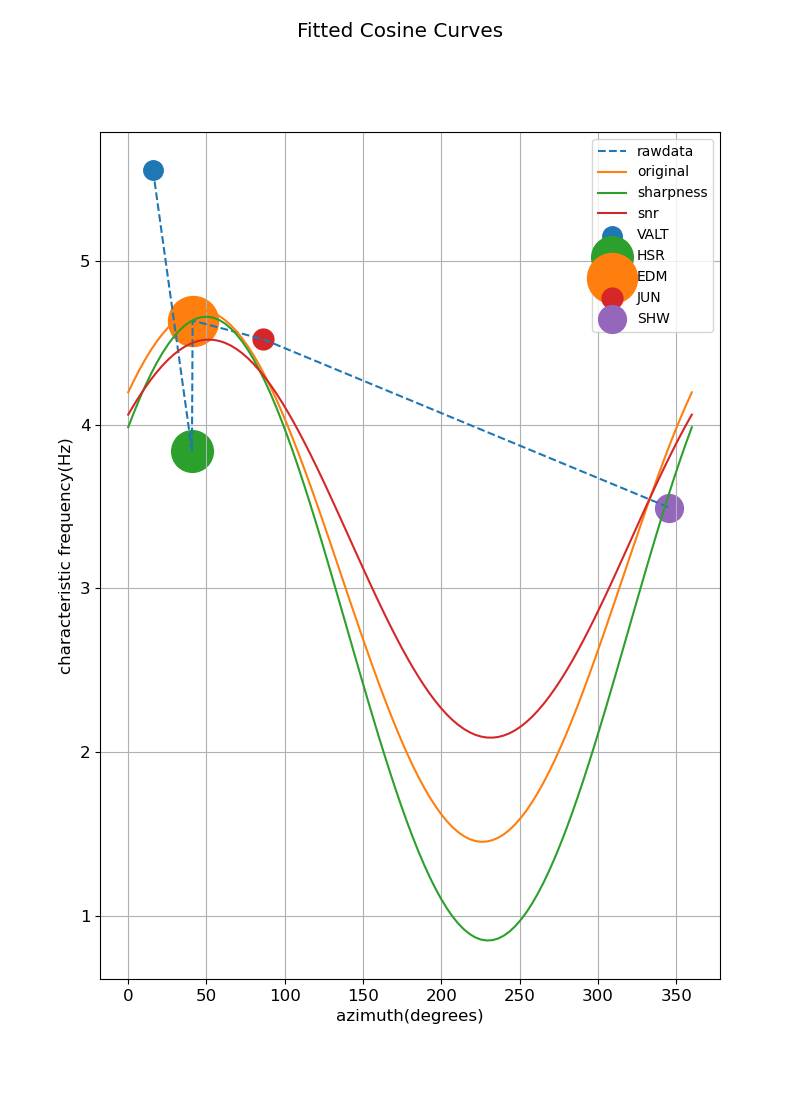 Fitted Cosine Curves
rawdata
original
sharpness
snr
VALT
HSR
EDM
JUN
SHW
5
4
3
2
1
characteristic frequency(Hz)
0 50 100 150 200 250 300 350
azimuth(degrees)